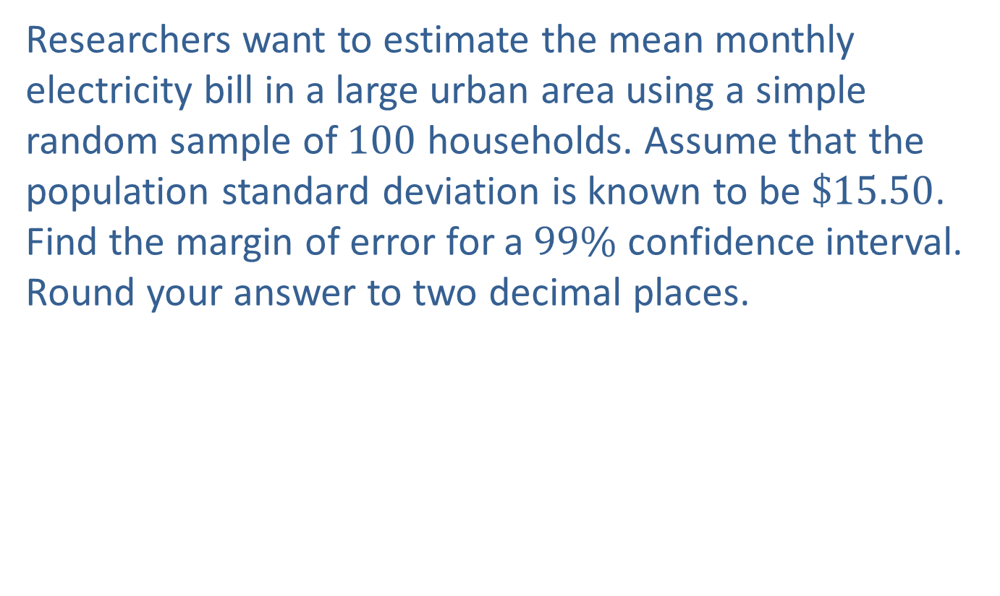 Researchers want to estimate the mean monthly
electricity bill in a large urban area using a simple
random sample of 100 households. Assume that the
population standard deviation is known to be $15.50.
Find the margin of error for a 99% confidence interval.
Round your answer to two decimal places.